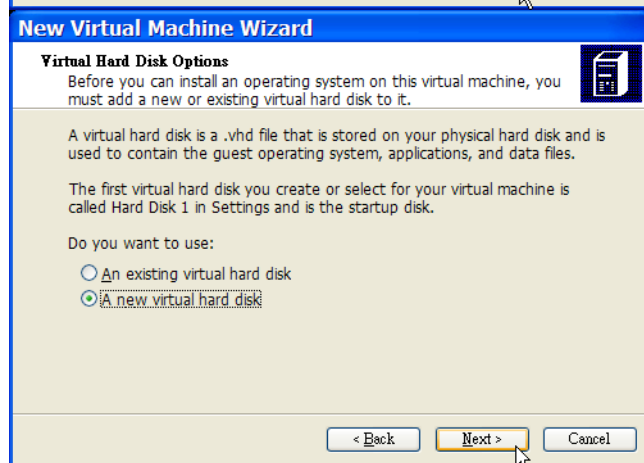 New Virtual Machine Wizard
Virtual Hard Disk Options
Before you can install an operating system on this virtual machine, you
must add a new or existing virtual hard disk to it.
A virtual hard disk is a .vhd file that is stored on your physical hard disk and is
used to contain the guest operating system, applications, and data files.
The first virtual hard disk you create or select for your virtual machine is
called Hard Disk 1 in Settings and is the startup disk.
Do you want to use:
An existing virtual hard disk
A new virtual hard disk
< Back Next > Cancel